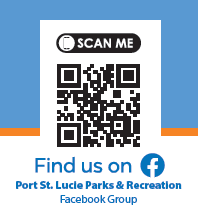 SCAN ME
Find us on
Port St. Lucie Parks & Recreation
Facebook Group